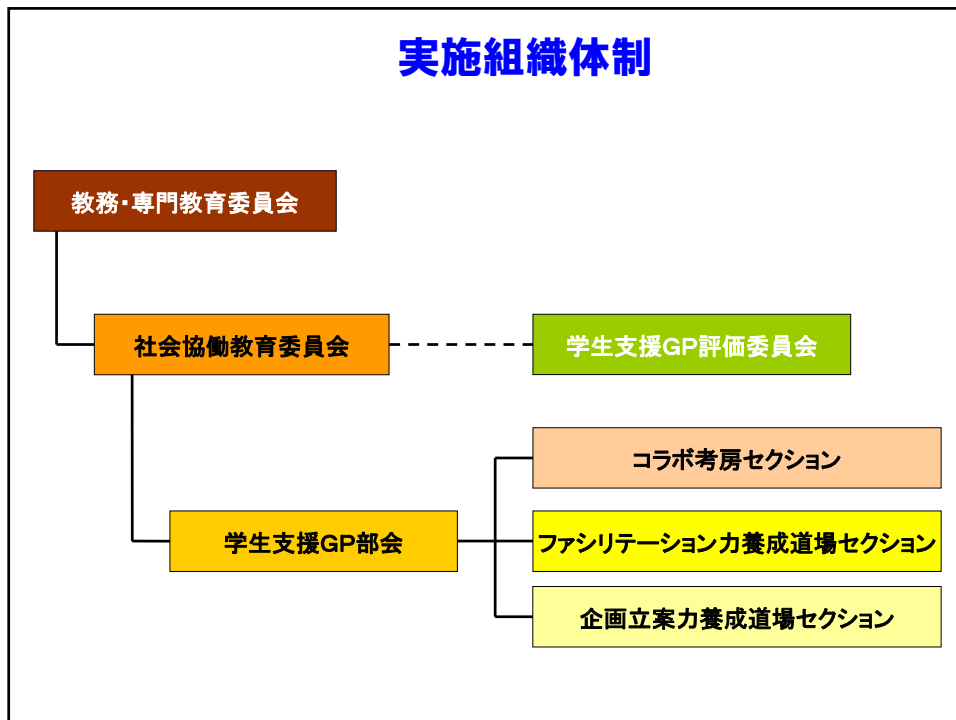 実施組織体制
教務・専門教育委員会
社会協働教育委員会
学生支援GP評価委員会
コラボ考房セクション
学生支援GP部会
ファシリテーション力養成道場セクション
企画立案力養成道場セクション